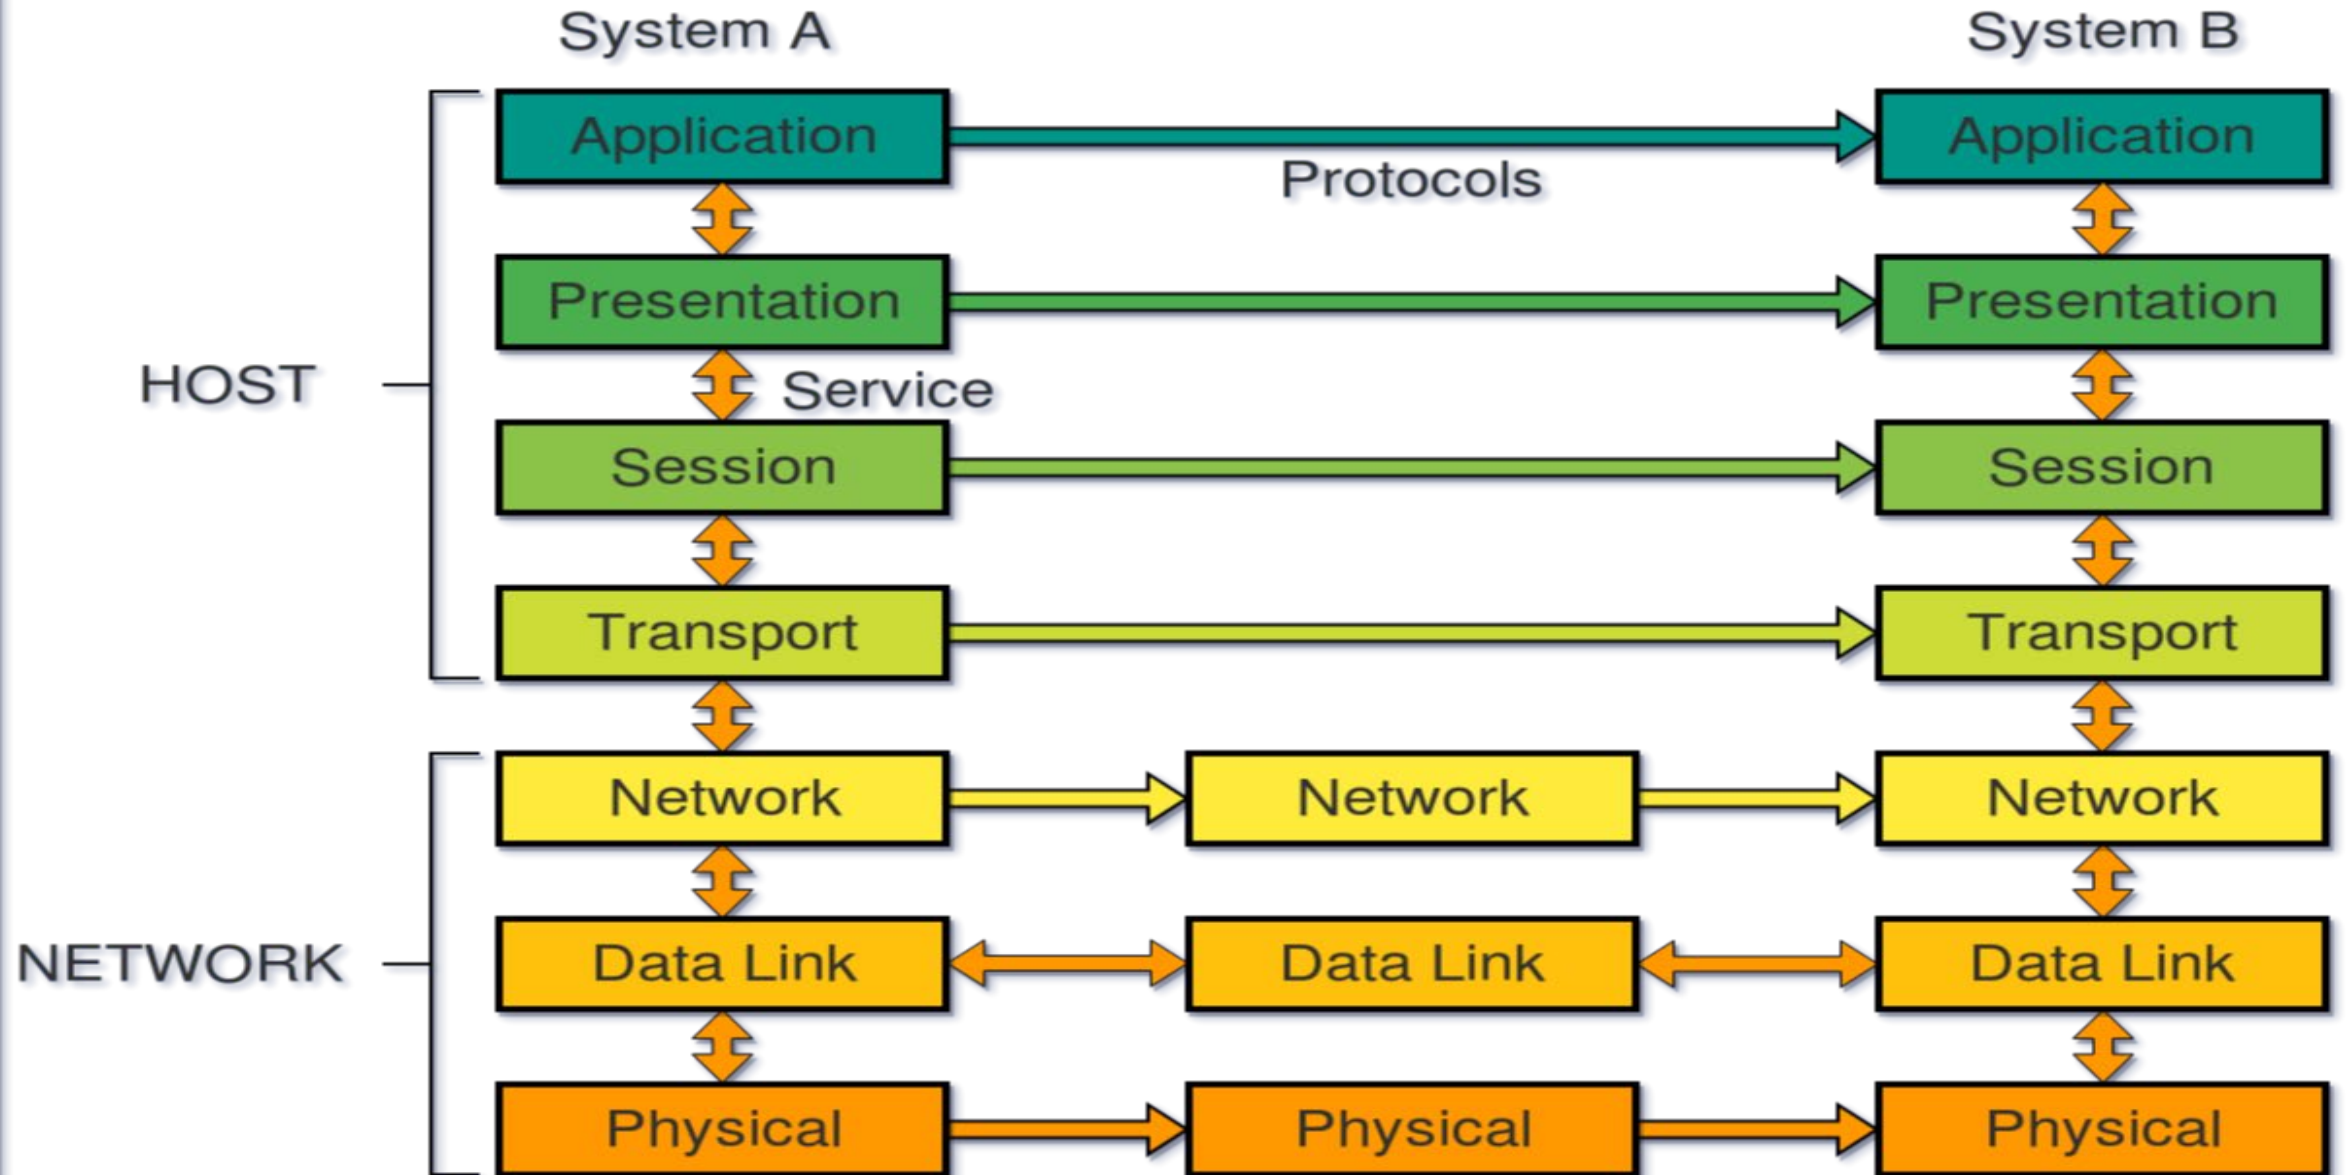 System A
System B
Application
Application
Protocols
Presentation
Presentation
HOST
Service
Session
Session
Transport
Transport
Network
Network
Network
NETWORK
Data Link
Data Link
Data Link
Physical
Physical
Physical